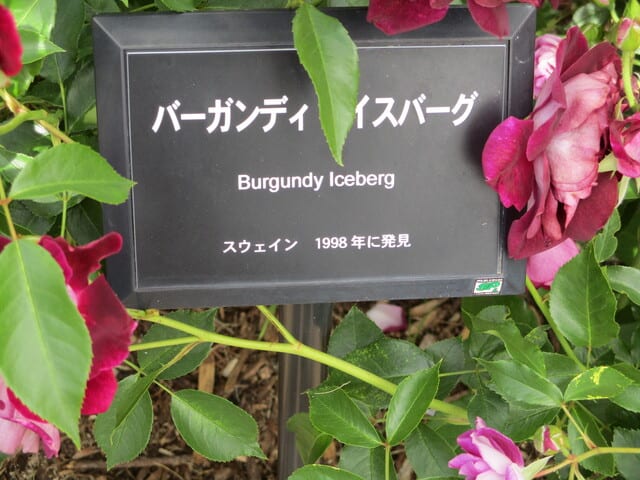 バーガンディ イスバーグ
Burgundy Iceberg
スウェイン 1998 年に発見